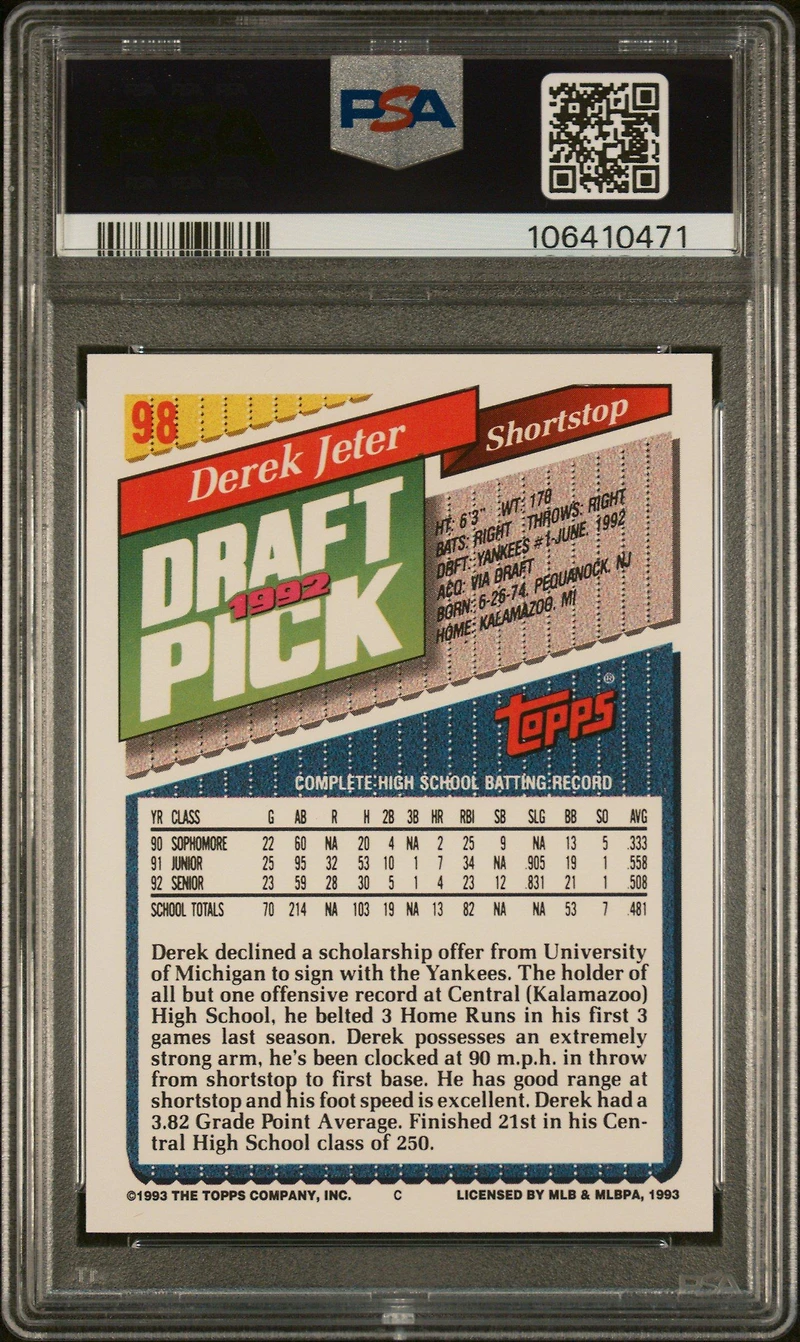 PSA
106410471
98
Derek Jeter
Shortstop
DRAFT
1992
PICK
HT: 6'3" WT: 178
BATS: RIGHT THROWS: RIGHT
DRFT: YANKEES #1-JUNE, 1992
ACQ: VIA DRAFT
BORN: 6-26-74, PEQUANOCK, NJ
HOME: KALAMAZOO, MI
Topps®
COMPLETE HIGH SCHOOL BATTING RECORD
YR CLASS G AB R H 2B 3B HR RBI SB SLG BB SO AVG
90 SOPHOMORE 22 60 NA 20 4 NA 2 25 9 NA 13 5 .333
91 JUNIOR 25 95 32 53 10 1 7 34 NA .905 19 1 .558
92 SENIOR 23 59 28 30 5 1 4 23 12 .831 21 1 .508
SCHOOL TOTALS 70 214 NA 103 19 NA 13 82 NA NA 53 7 .481
Derek declined a scholarship offer from University
of Michigan to sign with the Yankees. The holder of
all but one offensive record at Central (Kalamazoo)
High School, he belted 3 Home Runs in his first 3
games last season. Derek possesses an extremely
strong arm, he's been clocked at 90 m.p.h. in throw
from shortstop to first base. He has good range at
shortstop and his foot speed is excellent. Derek had a
3.82 Grade Point Average. Finished 21st in his Cen-
tral High School class of 250.
©1993 THE TOPPS COMPANY, INC. C LICENSED BY MLB & MLBPA, 1993
PSA